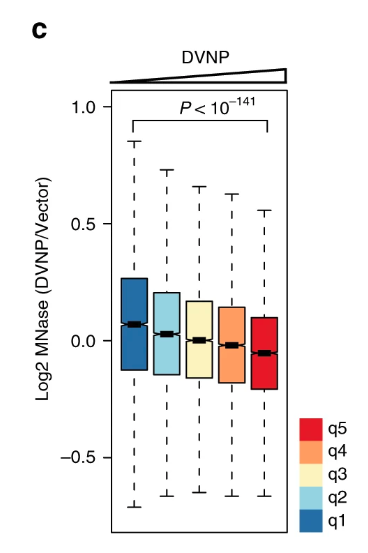 c
DVNP
P < 10⁻¹⁴¹
1.0
0.5
0.0
−0.5
Log2 MNase (DVNP/Vector)
q5
q4
q3
q2
q1